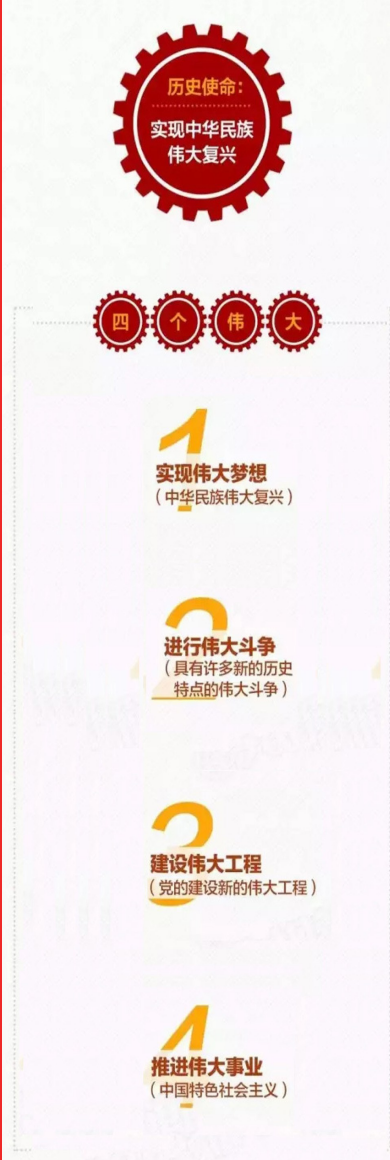 历史使命:
实现中华民族
伟大复兴
四个伟大
1
实现伟大梦想
(中华民族伟大复兴)
2
进行伟大斗争
(具有许多新的历史
特点的伟大斗争)
3
建设伟大工程
(党的建设新的伟大工程)
4
推进伟大事业
(中国特色社会主义)